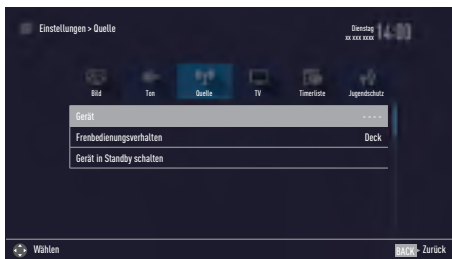 Einstellungen > Quelle
Dienstag
xx xxx xxxx
14:00
Bild
Ton
Quelle
TV
Timerliste
Jugendschutz
Gerät
- - - -
Frenbedienungsverhalten
Deck
Gerät in Standby schalten
Wählen
BACK - Zurück